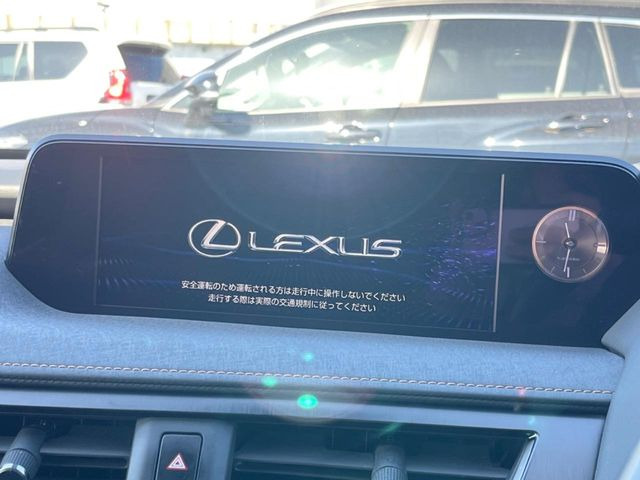 LEXUS
安全運転のため運転される方は走行中に操作しないでください
走行する際は実際の交通規制に従ってください